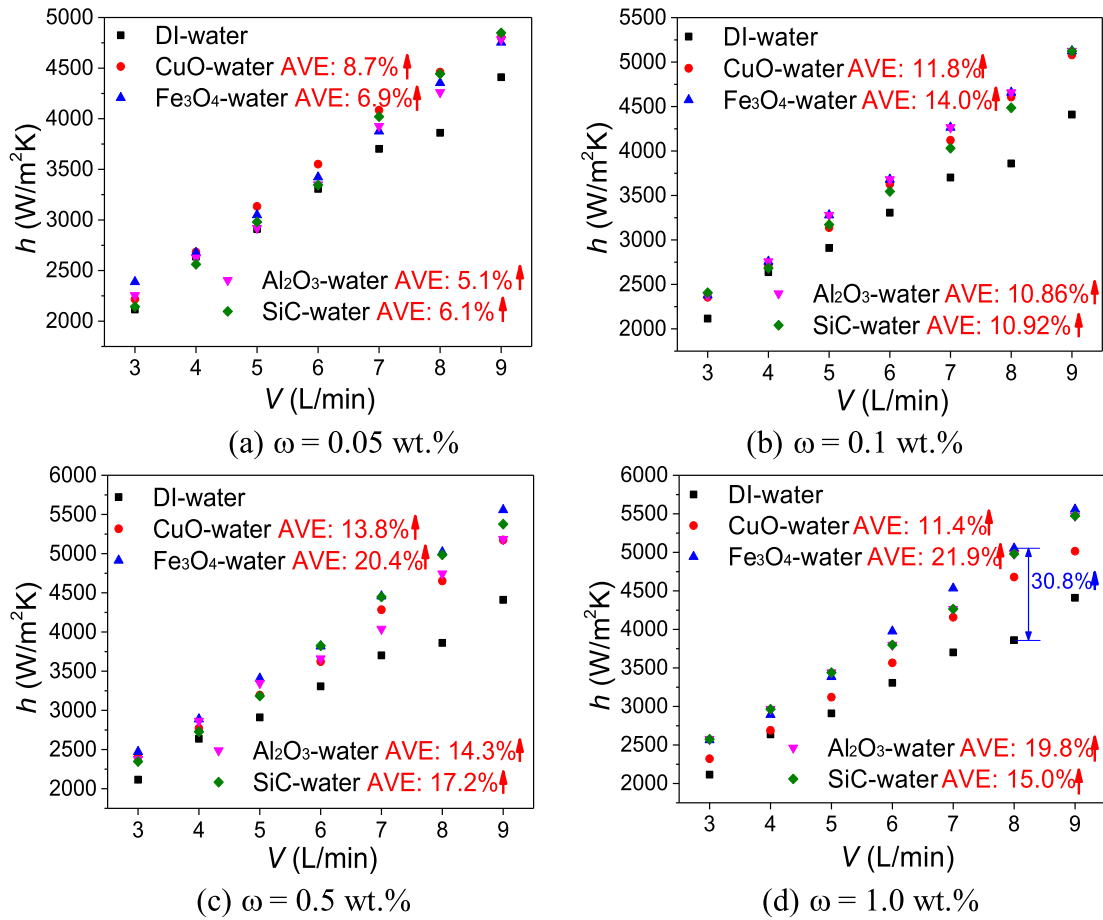 5000
4500
4000
3500
3000
2500
2000
h (W/m²K)
DI-water
CuO-water AVE: 8.7%
Fe₃O₄-water AVE: 6.9%
Al₂O₃-water AVE: 5.1%
SiC-water AVE: 6.1%
3 4 5 6 7 8 9
V (L/min)
(a) ω = 0.05 wt.%
5500
5000
4500
4000
3500
3000
2500
2000
h (W/m²K)
DI-water
CuO-water AVE: 11.8%
Fe₃O₄-water AVE: 14.0%
Al₂O₃-water AVE: 10.86%
SiC-water AVE: 10.92%
3 4 5 6 7 8 9
V (L/min)
(b) ω = 0.1 wt.%
6000
5500
5000
4500
4000
3500
3000
2500
2000
h (W/m²K)
DI-water
CuO-water AVE: 13.8%
Fe₃O₄-water AVE: 20.4%
Al₂O₃-water AVE: 14.3%
SiC-water AVE: 17.2%
3 4 5 6 7 8 9
V (L/min)
(c) ω = 0.5 wt.%
6000
5500
5000
4500
4000
3500
3000
2500
2000
h (W/m²K)
DI-water
CuO-water AVE: 11.4%
Fe₃O₄-water AVE: 21.9%
30.8%
Al₂O₃-water AVE: 19.8%
SiC-water AVE: 15.0%
3 4 5 6 7 8 9
V (L/min)
(d) ω = 1.0 wt.%